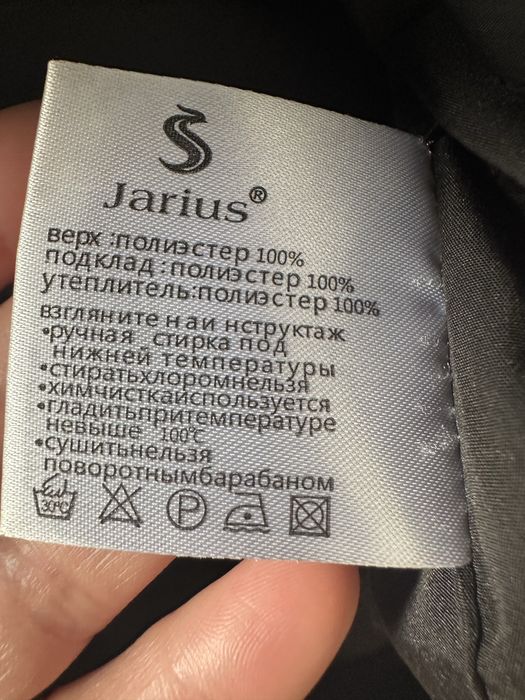 Jarius®
верх :полиэстер 100%
подклад : полиэстер 100%
утеплитель:полиэстер 100%
взгляните н аи нструктаж
•ручная . стирка под
нижней температуры
•стиратьхлоромнельзя
•химчисткаиспользуется
•гладитьпритемпературе
невыше 100℃
•сушитьнельзя
поворотнымбарабаном
30℃ P